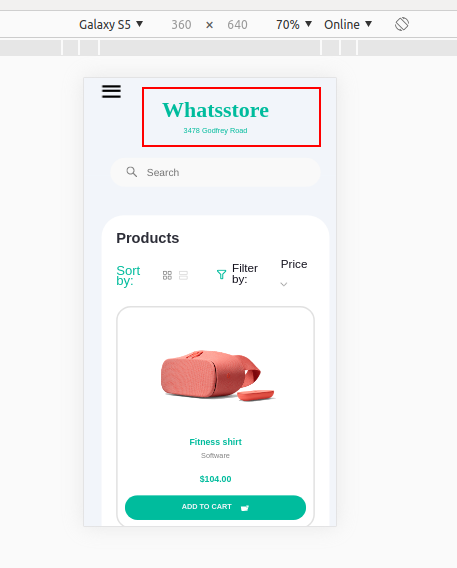 Galaxy S5 360 × 640 70% Online
Whatsstore
3478 Godfrey Road
Search
Products
Sort by:
Filter by:
Price
Fitness shirt
Software
$104.00
ADD TO CART